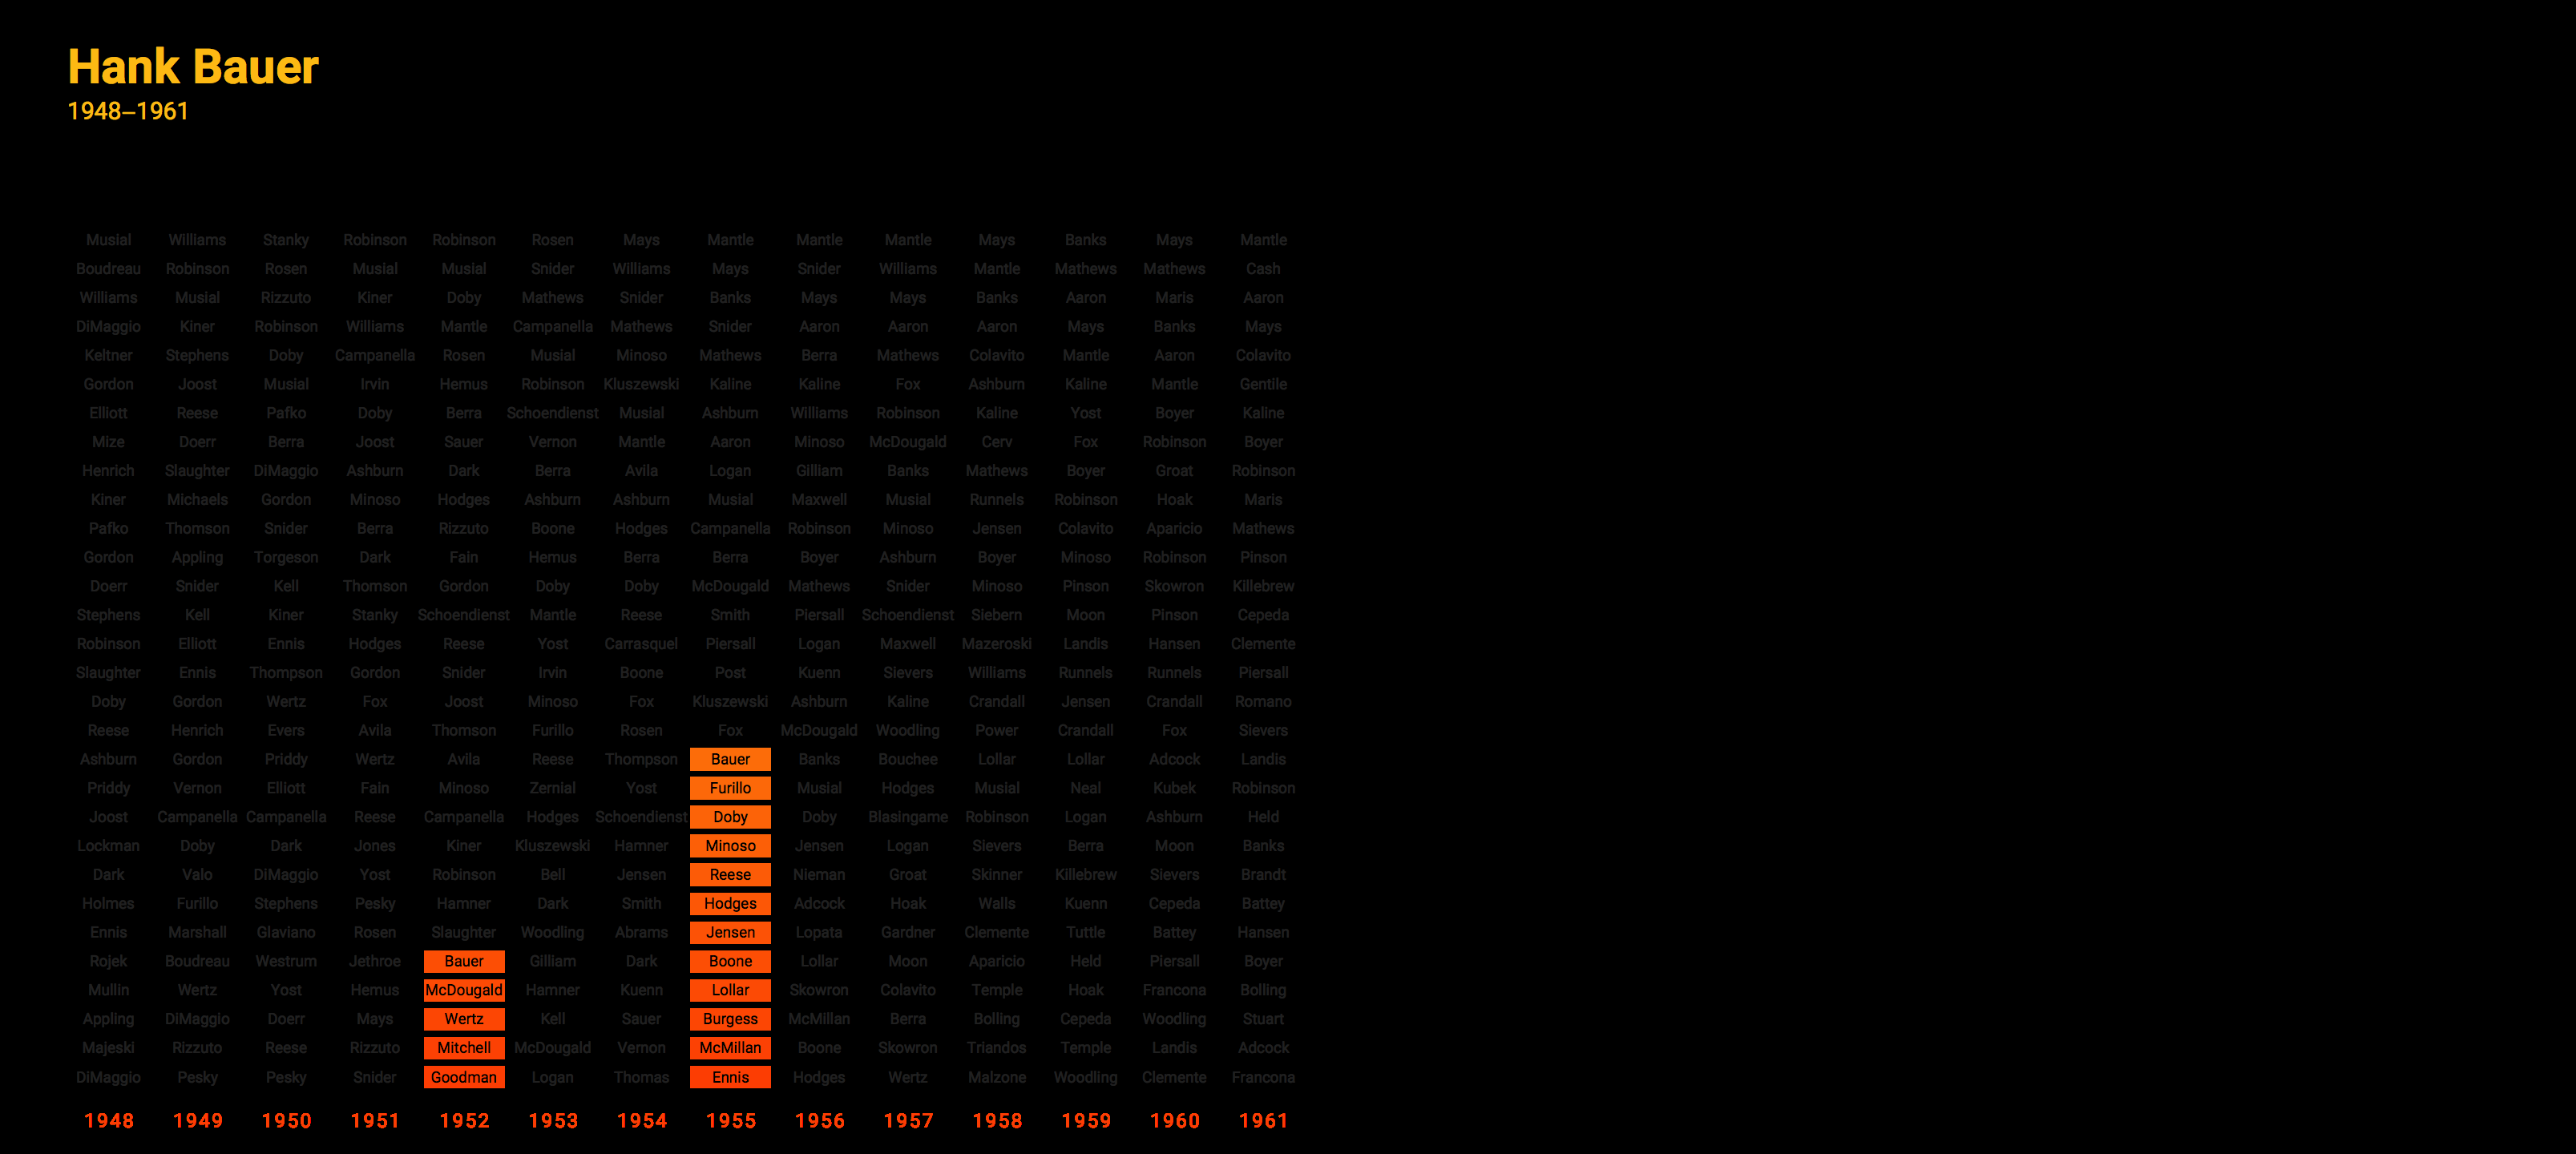 Hank Bauer
1948–1961
Musial Williams Stanky Robinson Robinson Rosen Mays Mantle Mantle Mantle Mays Banks Mays Mantle
Boudreau Robinson Rosen Musial Musial Snider Williams Mays Snider Williams Mantle Mathews Mathews Cash
Williams Musial Rizzuto Kiner Doby Mathews Snider Banks Mays Mays Banks Aaron Maris Aaron
DiMaggio Kiner Robinson Williams Mantle Campanella Mathews Snider Aaron Aaron Aaron Mays Banks Mays
Keltner Stephens Doby Campanella Rosen Musial Minoso Mathews Berra Mathews Colavito Mantle Aaron Colavito
Gordon Joost Musial Irvin Hemus Robinson Kluszewski Kaline Kaline Fox Ashburn Kaline Mantle Gentile
Elliott Reese Pafko Doby Berra Schoendienst Musial Ashburn Williams Robinson Kaline Yost Boyer Kaline
Mize Doerr Berra Joost Sauer Vernon Mantle Aaron Minoso McDougald Cerv Fox Robinson Boyer
Henrich Slaughter DiMaggio Ashburn Dark Berra Avila Logan Gilliam Banks Mathews Boyer Groat Robinson
Kiner Michaels Gordon Minoso Hodges Ashburn Ashburn Musial Maxwell Musial Runnels Robinson Hoak Maris
Pafko Thomson Snider Berra Rizzuto Boone Hodges Campanella Robinson Minoso Jensen Colavito Aparicio Mathews
Gordon Appling Torgeson Dark Fain Hemus Berra Berra Boyer Ashburn Boyer Minoso Robinson Pinson
Doerr Snider Kell Thomson Gordon Doby Doby McDougald Mathews Snider Minoso Pinson Skowron Killebrew
Stephens Kell Kiner Stanky Schoendienst Mantle Reese Smith Piersall Schoendienst Siebern Moon Pinson Cepeda
Robinson Elliott Ennis Hodges Reese Yost Carrasquel Piersall Logan Maxwell Mazeroski Landis Hansen Clemente
Slaughter Ennis Thompson Gordon Snider Irvin Boone Post Kuenn Sievers Williams Runnels Runnels Piersall
Doby Gordon Wertz Fox Joost Minoso Fox Kluszewski Ashburn Kaline Crandall Jensen Crandall Romano
Reese Henrich Evers Avila Thomson Furillo Rosen Fox McDougald Woodling Power Crandall Fox Sievers
Ashburn Gordon Priddy Wertz Avila Reese Thompson Bauer Banks Bouchee Lollar Lollar Adcock Landis
Priddy Vernon Elliott Fain Minoso Zernial Yost Furillo Musial Hodges Musial Neal Kubek Robinson
Joost Campanella Campanella Reese Campanella Hodges Schoendienst Doby Doby Blasingame Robinson Logan Ashburn Held
Lockman Doby Dark Jones Kiner Kluszewski Hamner Minoso Jensen Logan Sievers Berra Moon Banks
Dark Valo DiMaggio Yost Robinson Bell Jensen Reese Nieman Groat Skinner Killebrew Sievers Brandt
Holmes Furillo Stephens Pesky Hamner Dark Smith Hodges Adcock Hoak Walls Kuenn Cepeda Battey
Ennis Marshall Glaviano Rosen Slaughter Woodling Abrams Jensen Lopata Gardner Clemente Tuttle Battey Hansen
Rojek Boudreau Westrum Jethroe Bauer Gilliam Dark Boone Lollar Moon Aparicio Held Piersall Boyer
Mullin Wertz Yost Hemus McDougald Hamner Kuenn Lollar Skowron Colavito Temple Hoak Francona Bolling
Appling DiMaggio Doerr Mays Wertz Kell Sauer Burgess McMillan Berra Bolling Cepeda Woodling Stuart
Majeski Rizzuto Reese Rizzuto Mitchell McDougald Vernon McMillan Boone Skowron Triandos Temple Landis Adcock
DiMaggio Pesky Pesky Snider Goodman Logan Thomas Ennis Hodges Wertz Malzone Woodling Clemente Francona
1948 1949 1950 1951 1952 1953 1954 1955 1956 1957 1958 1959 1960 1961